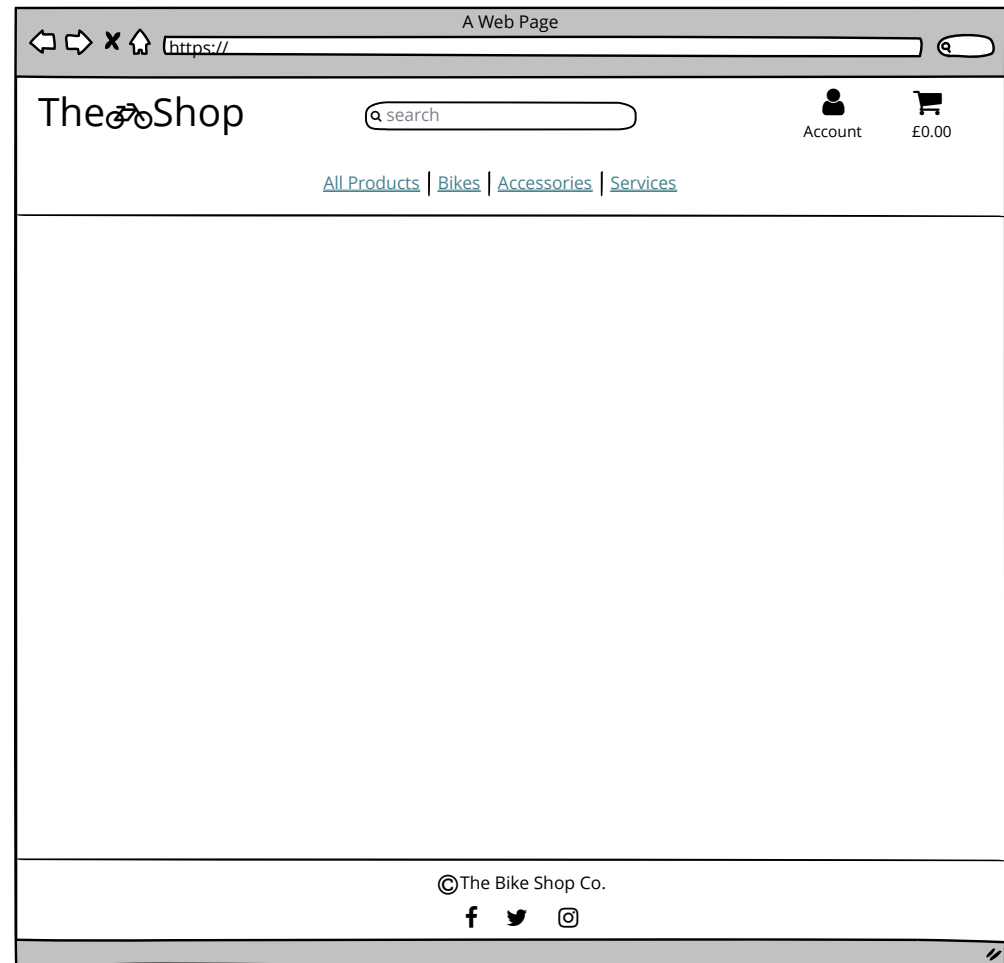 A Web Page
https://
The Shop
search
Account
£0.00
All Products | Bikes | Accessories | Services
©The Bike Shop Co.